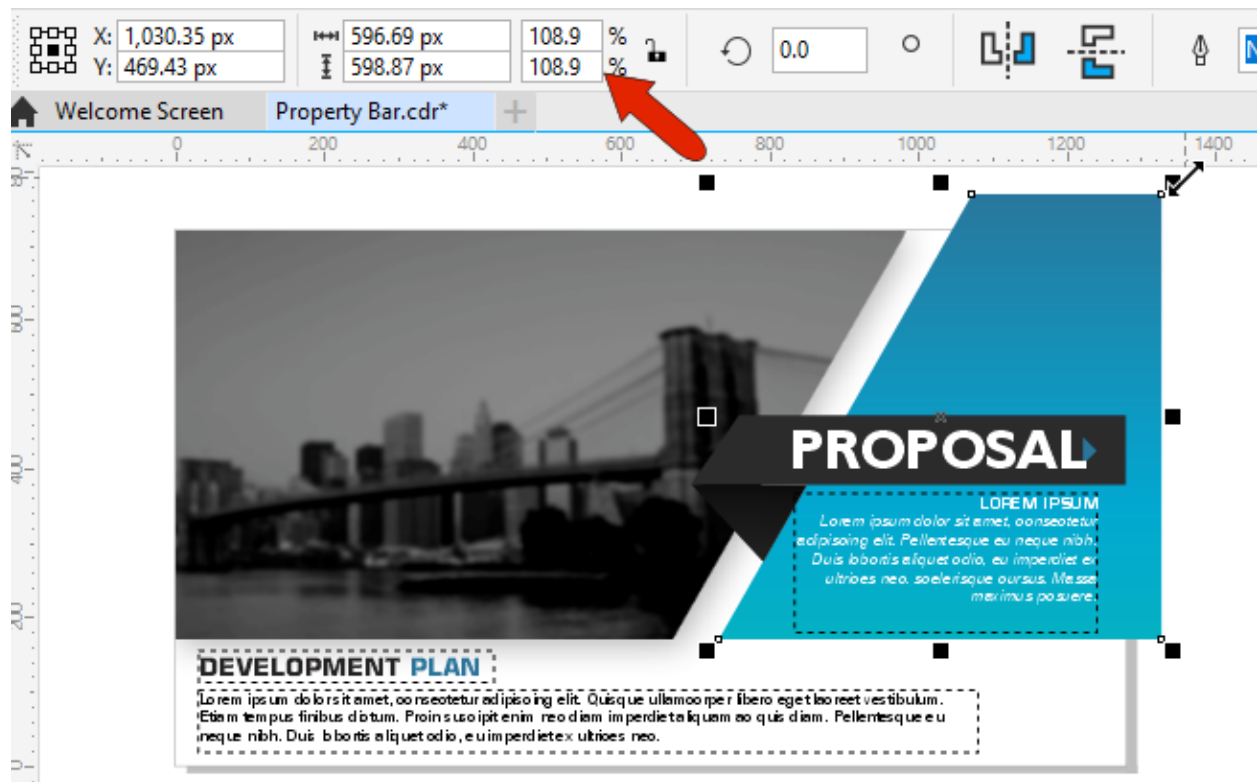 X: 1,030.35 px 596.69 px 108.9 % 0.0 ° N
Y: 469.43 px 598.87 px 108.9 %
Welcome Screen Property Bar.cdr* +
0 200 400 600 800 1000 1200 1400
600
400
200
0
PROPOSAL
LOREM IPSUM
Lorem ipsum dolor sit amet, consectetur
adipiscing elit. Pellentesque eu neque nibh.
Duis lobortis aliquet odio, eu imperdiet ex
ultrices nec. scelerisque cursus. Massa
maximus posuere.
DEVELOPMENT PLAN
Lorem ipsum dolor sit amet, consectetur adipiscing elit. Quisque ullamcorper libero eget laoreet vestibulum.
Etiam tempus finibus dictum. Proin suscipit enim nec diam imperdiet aliquam ac quis diam. Pellentesque eu
neque nibh. Duis lobortis aliquet odio, eu imperdiet ex ultrices nec.